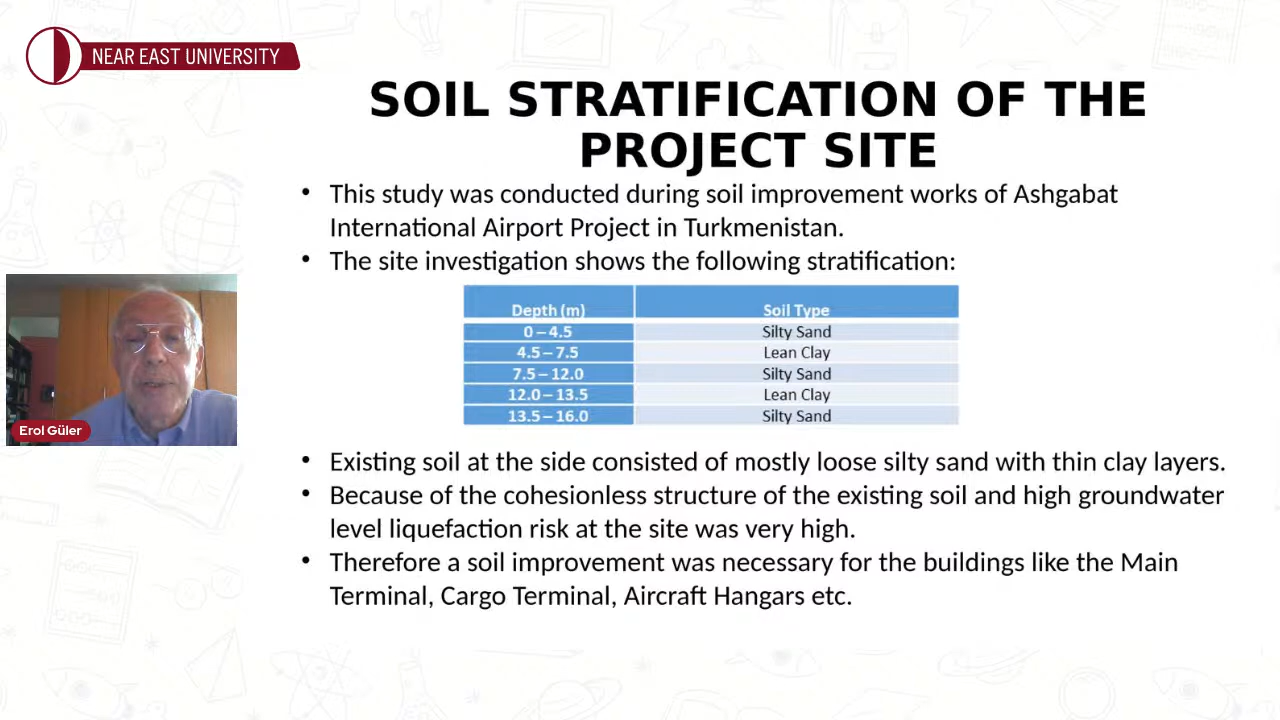 NEAR EAST UNIVERSITY
SOIL STRATIFICATION OF THE
PROJECT SITE
• This study was conducted during soil improvement works of Ashgabat
International Airport Project in Turkmenistan.
• The site investigation shows the following stratification:
Depth (m) Soil Type
0 – 4.5 Silty Sand
4.5 – 7.5 Lean Clay
7.5 – 12.0 Silty Sand
12.0 – 13.5 Lean Clay
13.5 – 16.0 Silty Sand
Erol Güler
• Existing soil at the side consisted of mostly loose silty sand with thin clay layers.
• Because of the cohesionless structure of the existing soil and high groundwater
level liquefaction risk at the site was very high.
• Therefore a soil improvement was necessary for the buildings like the Main
Terminal, Cargo Terminal, Aircraft Hangars etc.